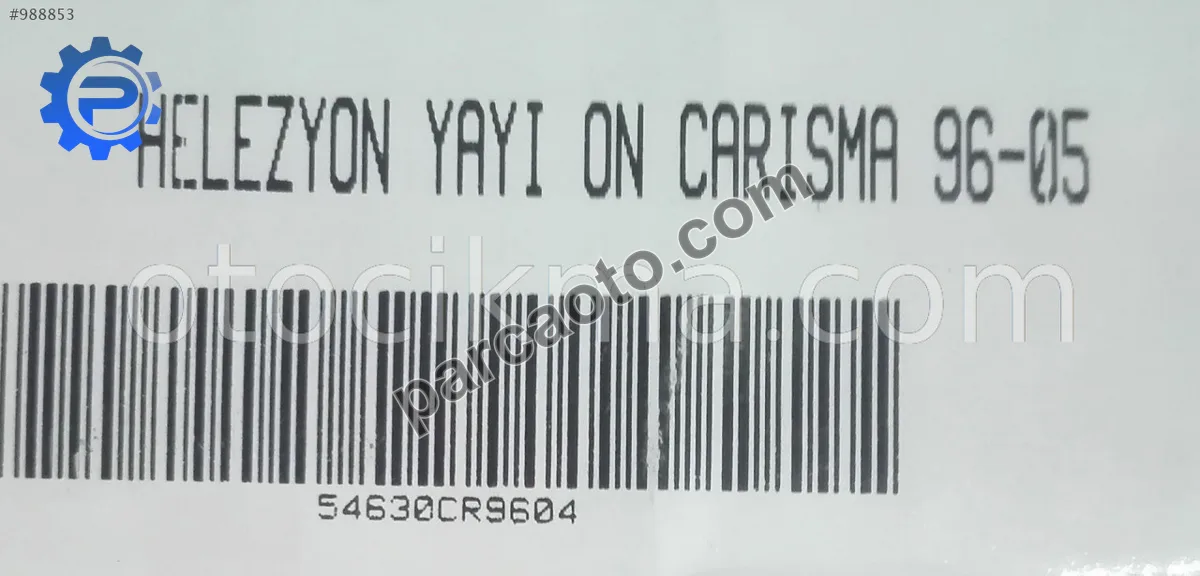 #988853
P
HELEZYON YAYI ON CARISMA 96-05
parcaoto.com
otocikma.com
54630CR9604